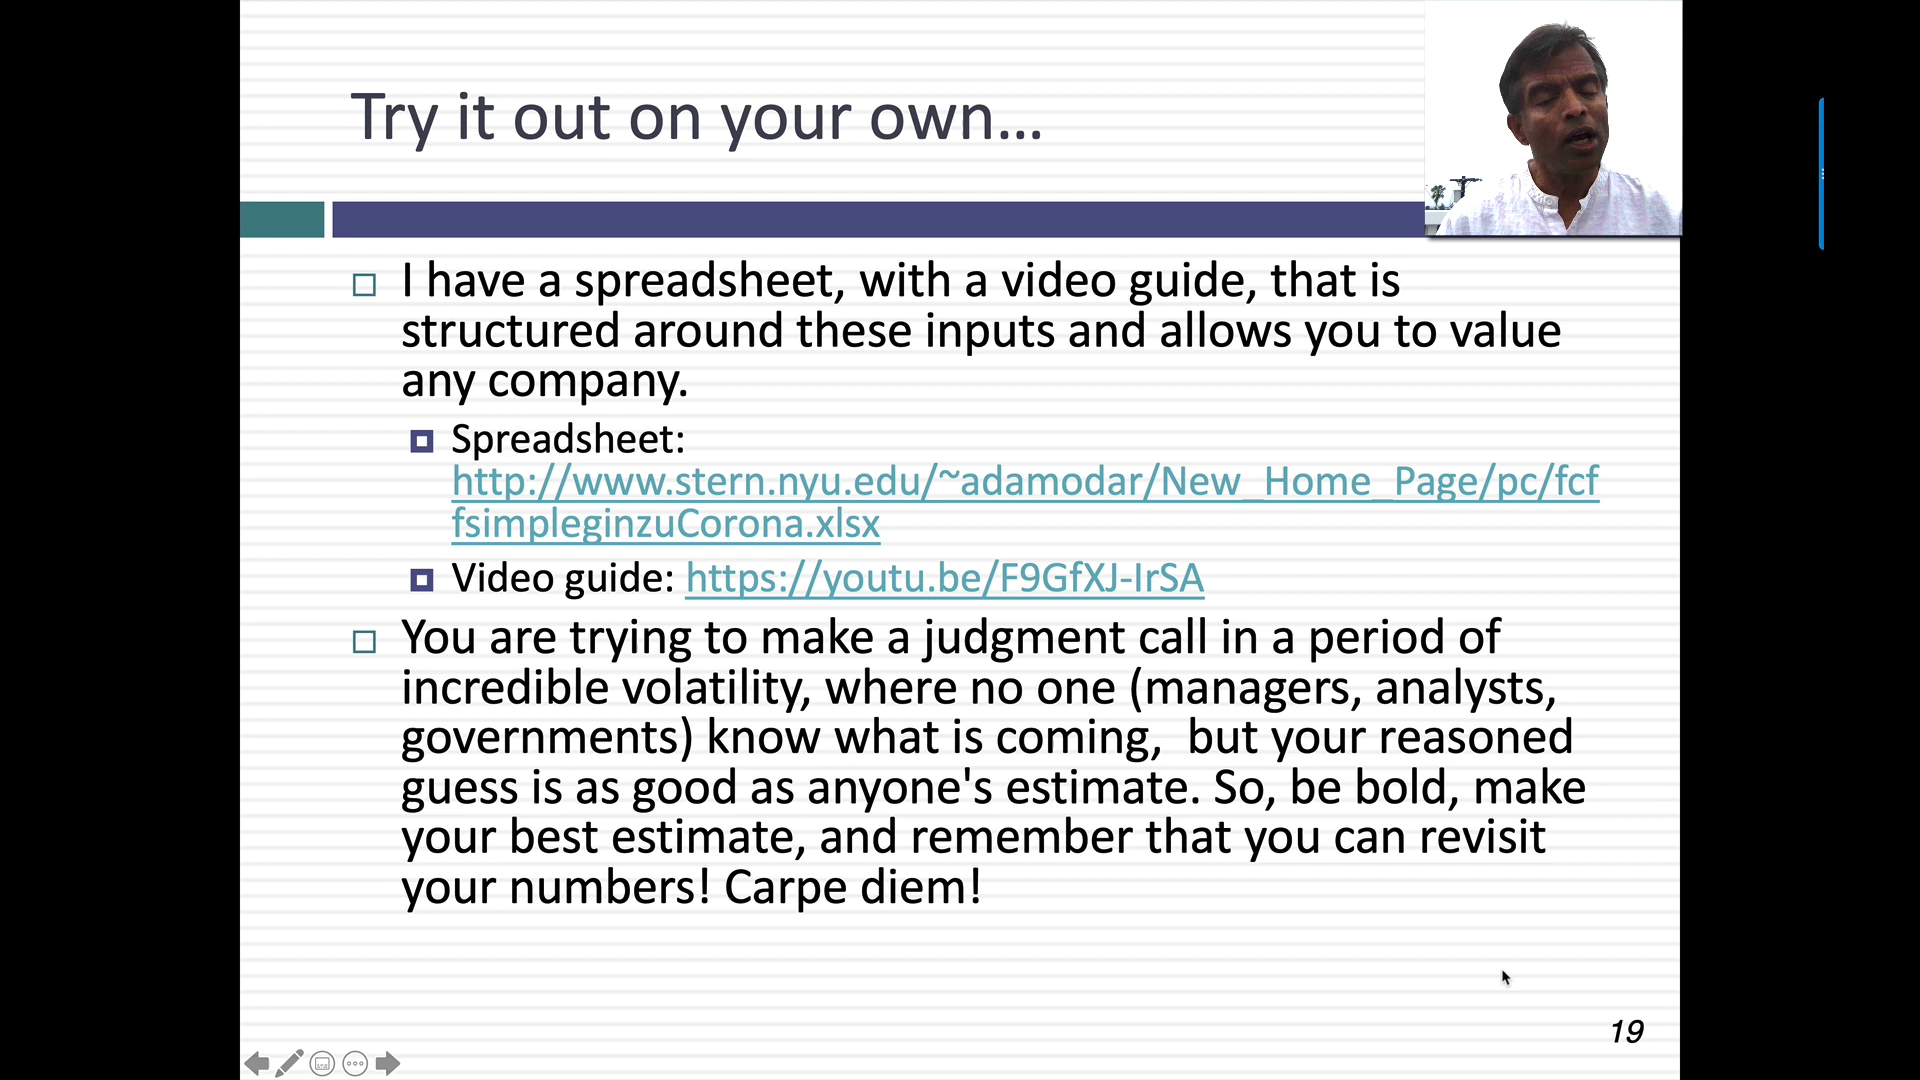 Try it out on your own...
I have a spreadsheet, with a video guide, that is
structured around these inputs and allows you to value
any company.
Spreadsheet:
http://www.stern.nyu.edu/~adamodar/New_Home_Page/pc/fcf
fsimpleginzuCorona.xlsx
Video guide: https://youtu.be/F9GfXJ-IrSA
You are trying to make a judgment call in a period of
incredible volatility, where no one (managers, analysts,
governments) know what is coming,  but your reasoned
guess is as good as anyone's estimate. So, be bold, make
your best estimate, and remember that you can revisit
your numbers! Carpe diem!
19